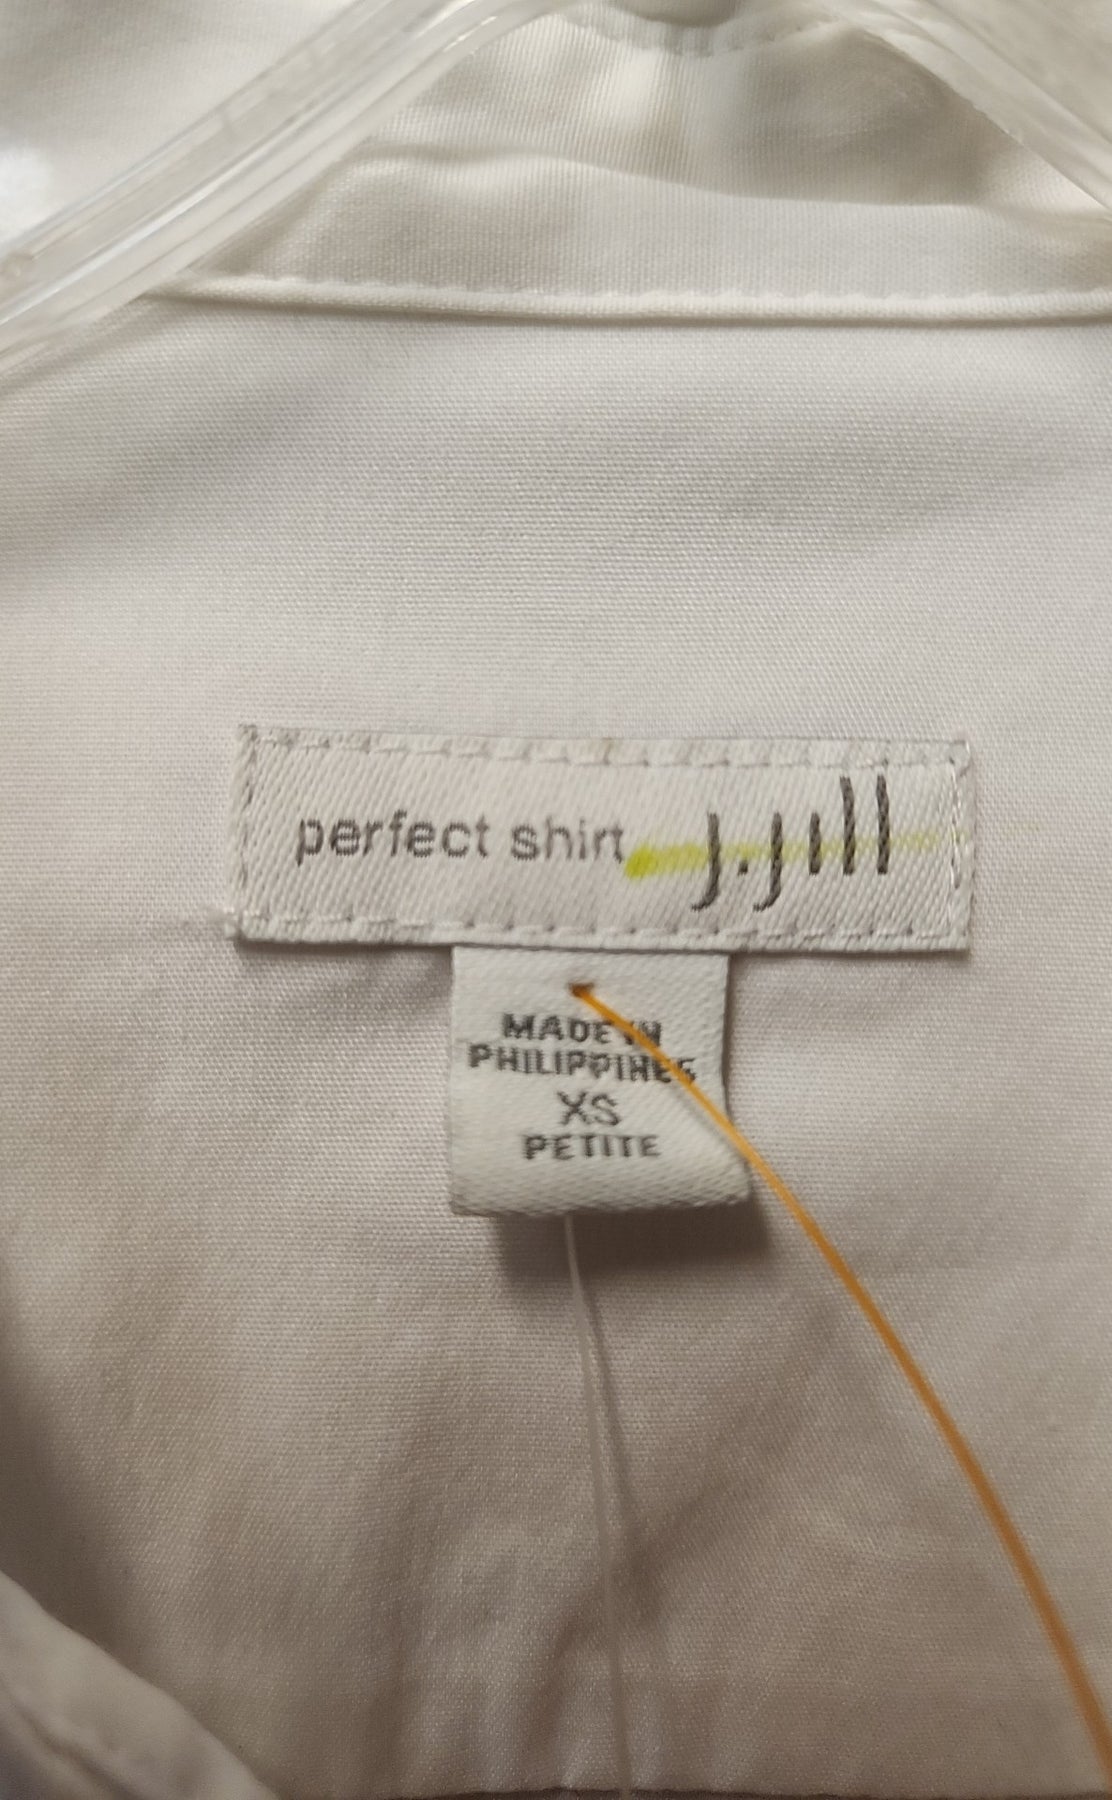 perfect shirt j.jill
MADE IN
PHILIPPINES
XS
PETITE